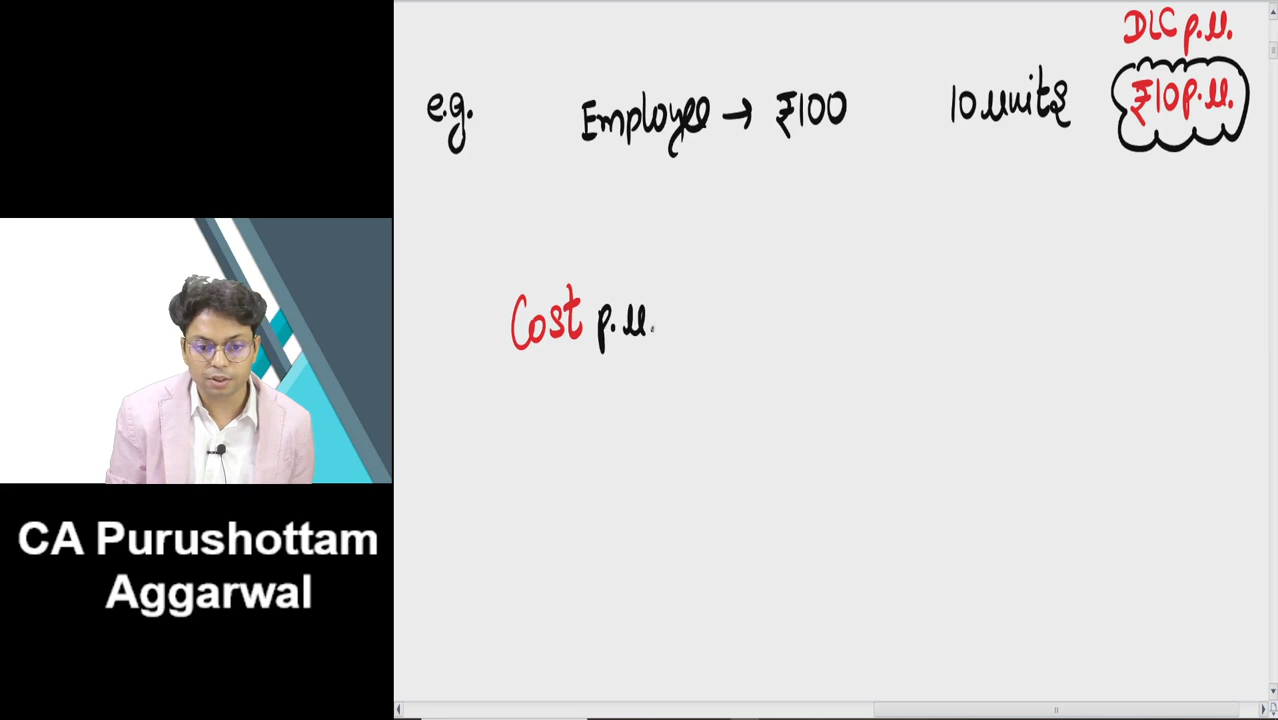 DLC p.u.
e.g. Employee → ₹100 10 units ₹10 p.u.
Cost p.u.
CA Purushottam
Aggarwal